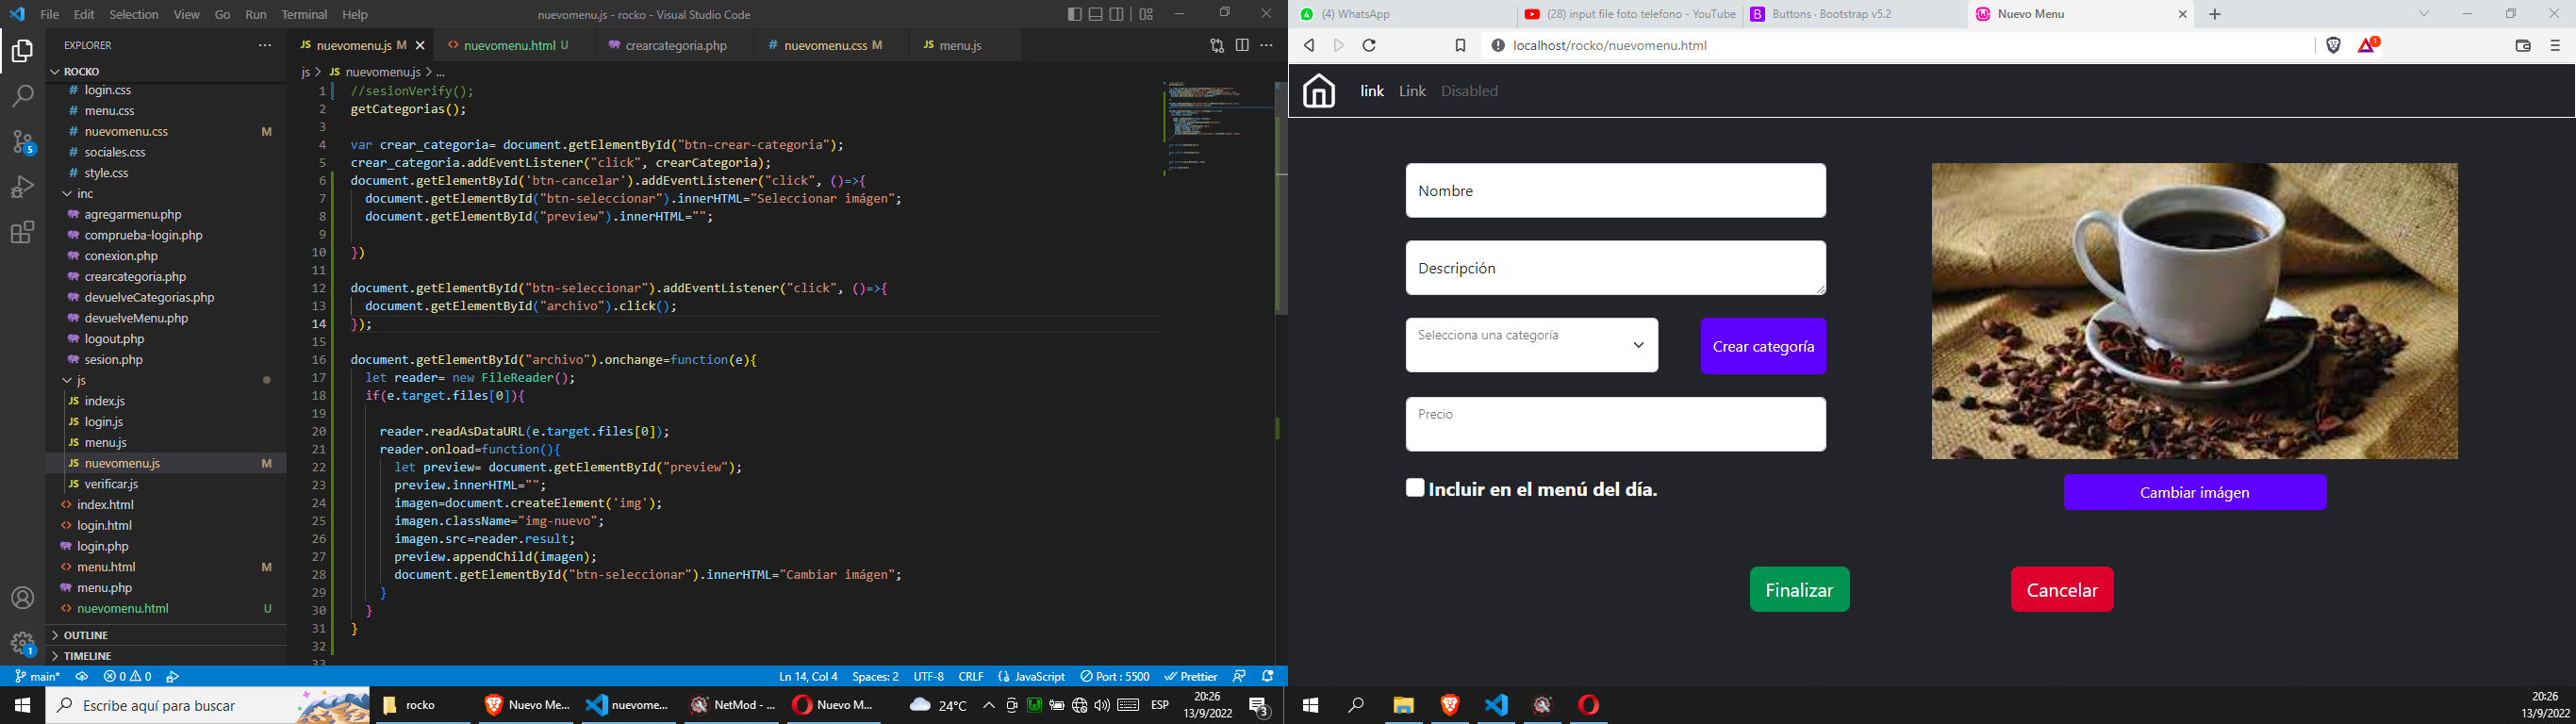 File Edit Selection View Go Run Terminal Help
nuevomenu.js - rocko - Visual Studio Code
EXPLORER
ROCKO
login.css
menu.css
nuevomenu.css M
sociales.css
style.css
inc
agregarmenu.php
comprueba-login.php
conexion.php
crearcategoria.php
devuelveCategorias.php
devuelveMenu.php
logout.php
sesion.php
js
index.js
login.js
menu.js
nuevomenu.js M
verificar.js
index.html
login.html
login.php
menu.html M
menu.php
nuevomenu.html U
OUTLINE
TIMELINE
5
1
nuevomenu.js M nuevomenu.html U crearcategoria.php nuevomenu.css M menu.js
js > JS nuevomenu.js > ...
1 //sesionVerify();
2 getCategorias();
3
4 var crear_categoria= document.getElementById("btn-crear-categoria");
5 crear_categoria.addEventListener("click", crearCategoria);
6 document.getElementById('btn-cancelar').addEventListener("click", ()=>{
7 document.getElementById("btn-seleccionar").innerHTML="Seleccionar imágen";
8 document.getElementById("preview").innerHTML="";
9
10 })
11
12 document.getElementById("btn-seleccionar").addEventListener("click", ()=>{
13 document.getElementById("archivo").click();
14 });
15
16 document.getElementById("archivo").onchange=function(e){
17 let reader= new FileReader();
18 if(e.target.files[0]){
19
20 reader.readAsDataURL(e.target.files[0]);
21 reader.onload=function(){
22 let preview= document.getElementById("preview");
23 preview.innerHTML="";
24 imagen=document.createElement('img');
25 imagen.className="img-nuevo";
26 imagen.src=reader.result;
27 preview.appendChild(imagen);
28 document.getElementById("btn-seleccionar").innerHTML="Cambiar imágen";
29 }
30 }
31 }
32
33
main* 0 0 Ln 14, Col 4 Spaces: 2 UTF-8 CRLF JavaScript Port : 5500 Prettier
Escribe aquí para buscar rocko Nuevo Me... nuevome... NetMod - ... Nuevo M... 24°C ESP 20:26 13/9/2022 3
(4) WhatsApp (28) input file foto telefono - YouTube Buttons · Bootstrap v5.2 Nuevo Menu
localhost/rocko/nuevomenu.html 1
link Link Disabled
Nombre
Descripción
Selecciona una categoría
Crear categoría
Precio
Incluir en el menú del día.
Cambiar imágen
Finalizar
Cancelar
20:26
13/9/2022